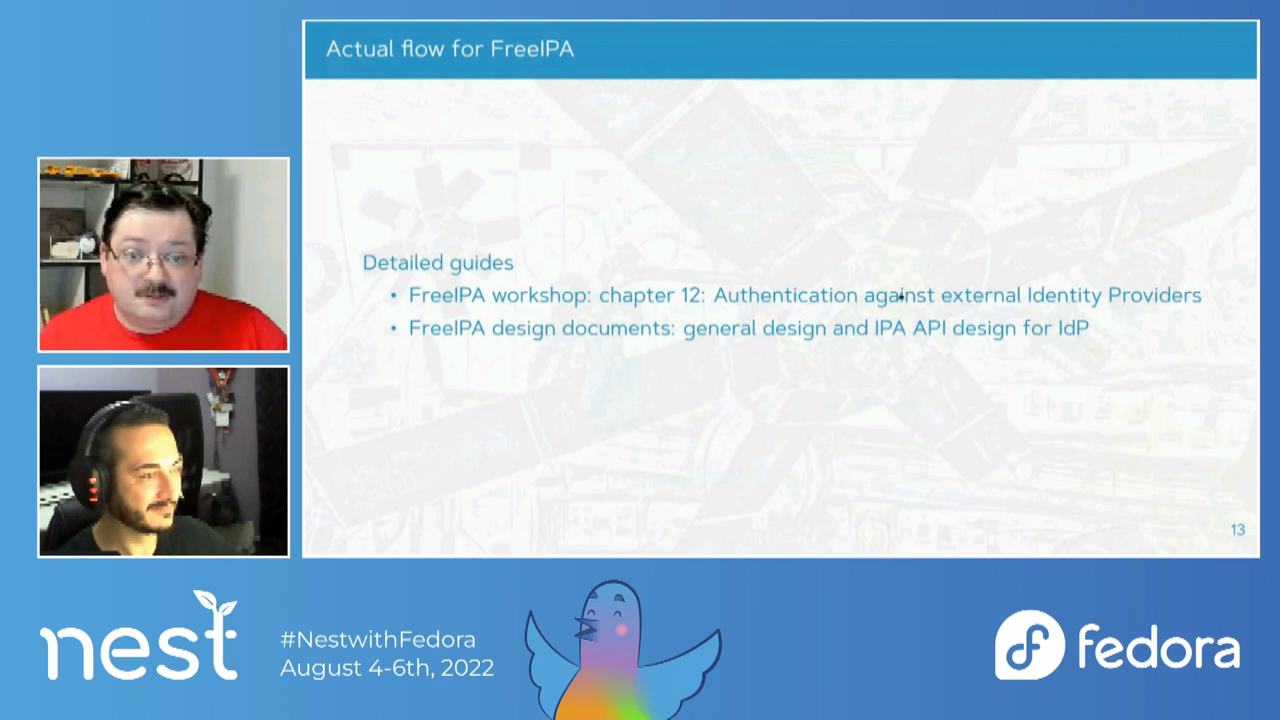 Actual flow for FreeIPA
Detailed guides
• FreeIPA workshop: chapter 12: Authentication against external Identity Providers
• FreeIPA design documents: general design and IPA API design for IdP
13
nest
#NestwithFedora
August 4-6th, 2022
fedora